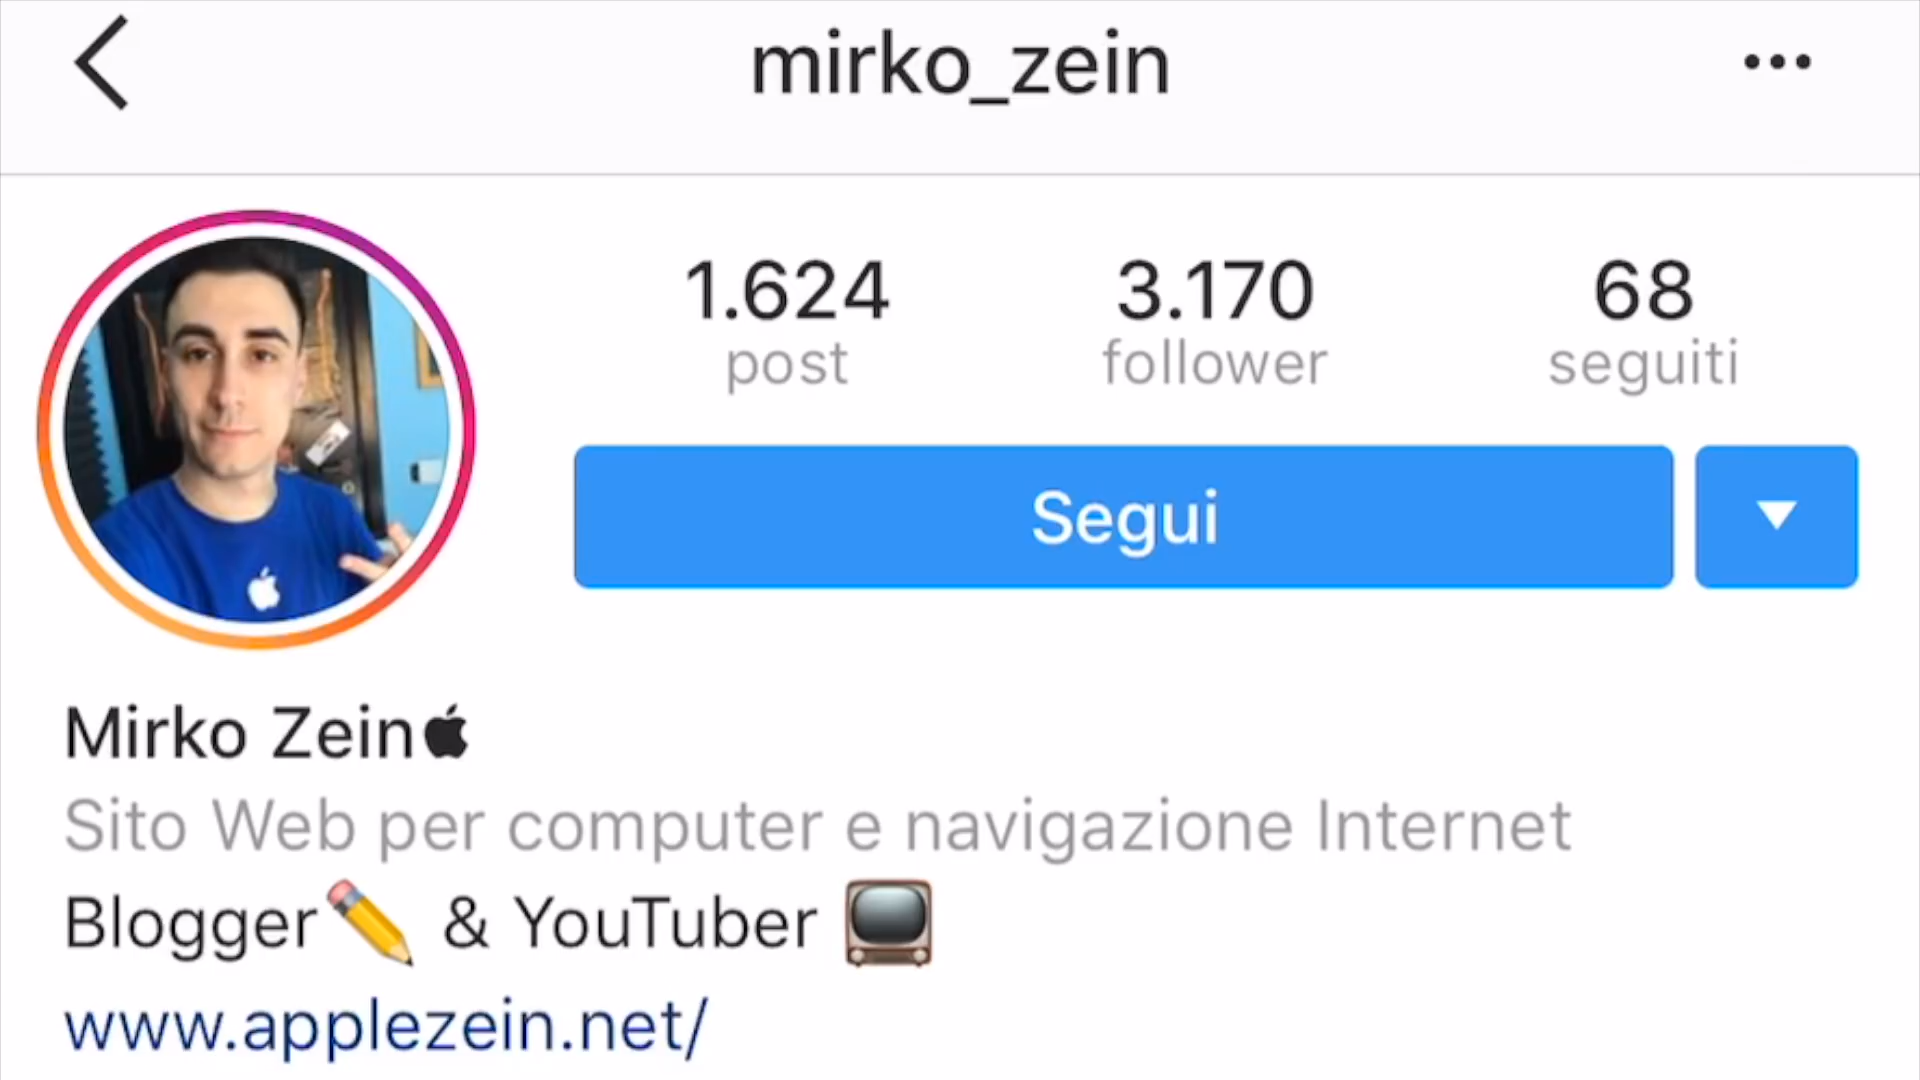 mirko_zein
1.624 3.170 68
post follower seguiti
Segui
Mirko Zein
Sito Web per computer e navigazione Internet
Blogger✏️ & YouTuber 📺
www.applezein.net/